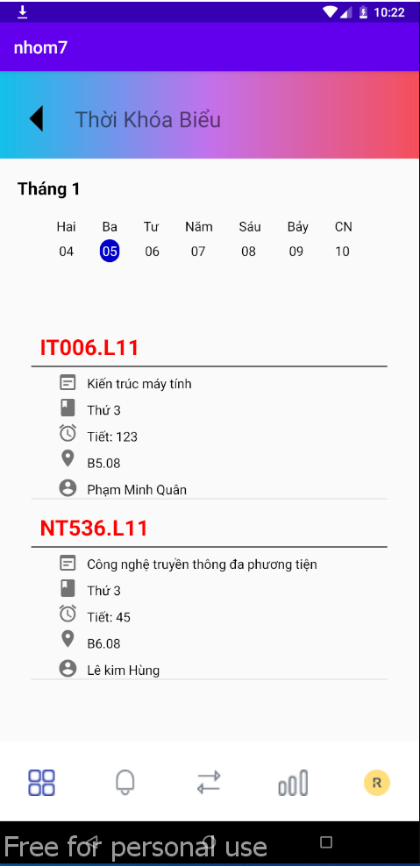 10:22
nhom7
Thời Khóa Biểu
Tháng 1
Hai Ba Tư Năm Sáu Bảy CN
04 05 06 07 08 09 10
IT006.L11
Kiến trúc máy tính
Thứ 3
Tiết: 123
B5.08
Phạm Minh Quân
NT536.L11
Công nghệ truyền thông đa phương tiện
Thứ 3
Tiết: 45
B6.08
Lê kim Hùng
R
Free for personal use